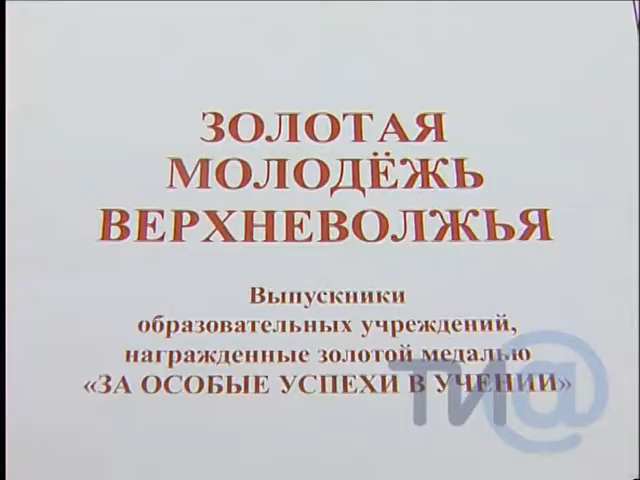 ЗОЛОТАЯ
МОЛОДЁЖЬ
ВЕРХНЕВОЛЖЬЯ
Выпускники
образовательных учреждений,
награжденные золотой медалью
«ЗА ОСОБЫЕ УСПЕХИ В УЧЕНИИ»
ТИ@